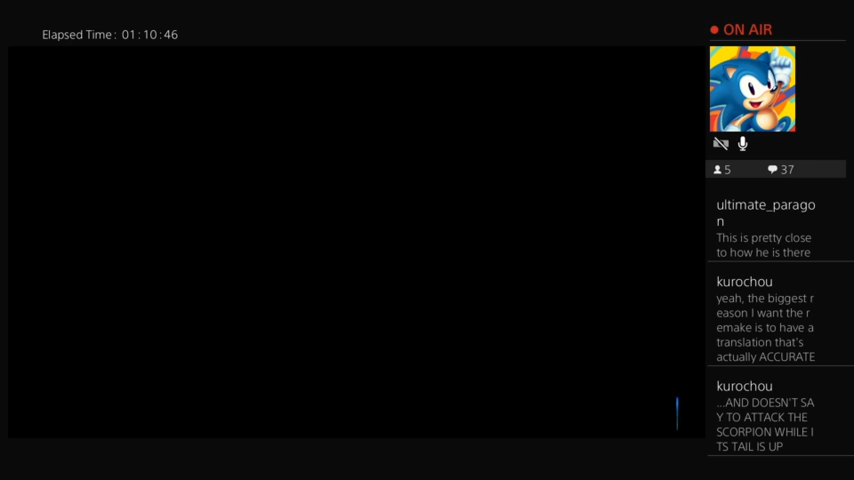 Elapsed Time: 01:10:46
ON AIR
5 37
ultimate_parago
n
This is pretty close
to how he is there
kurochou
yeah, the biggest r
eason I want the r
emake is to have a
translation that's
actually ACCURATE
kurochou
...AND DOESN'T SA
Y TO ATTACK THE
SCORPION WHILE I
TS TAIL IS UP